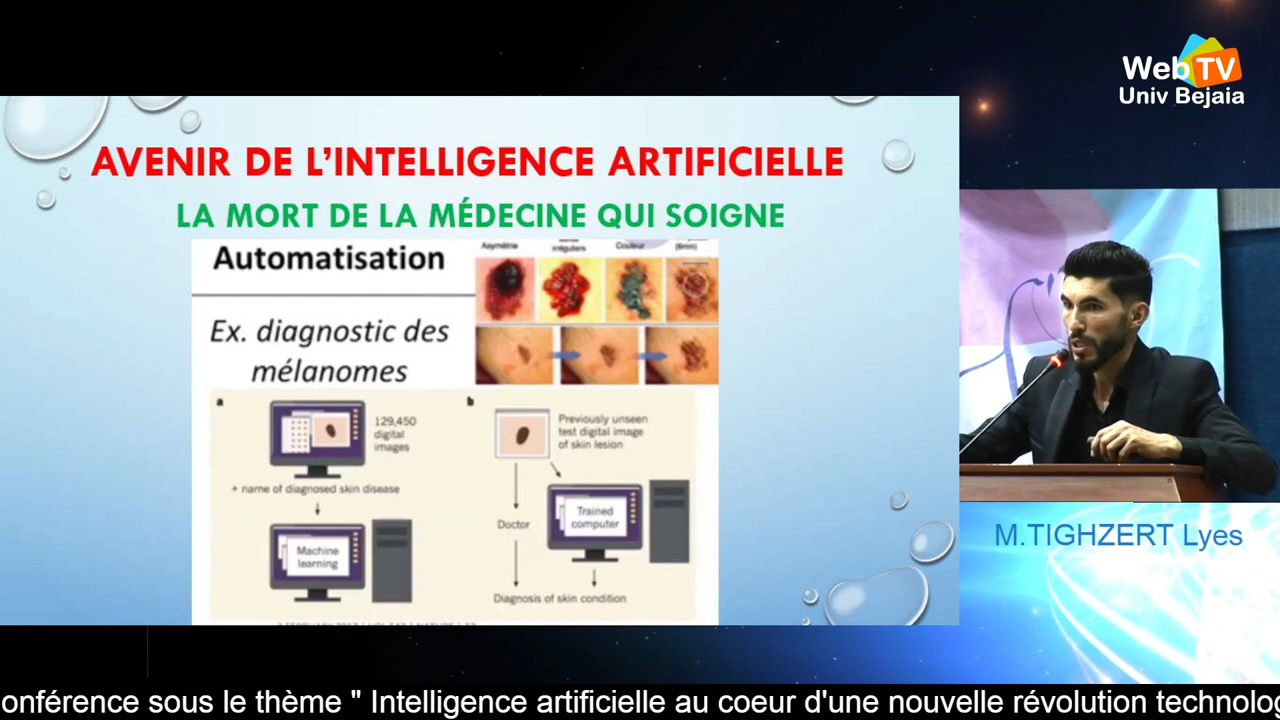 Web TV
Univ Bejaia
AVENIR DE L'INTELLIGENCE ARTIFICIELLE
LA MORT DE LA MÉDECINE QUI SOIGNE
Automatisation
Ex. diagnostic des
mélanomes
Asymétrie
irréguliers
Couleur
(6mm)
a
129,450
digital
images
+ name of diagnosed skin disease
Machine
learning
b
Previously unseen
test digital image
of skin lesion
Doctor
Trained
computer
Diagnosis of skin condition
M.TIGHZERT Lyes
onférence sous le thème " Intelligence artificielle au coeur d'une nouvelle révolution technolog